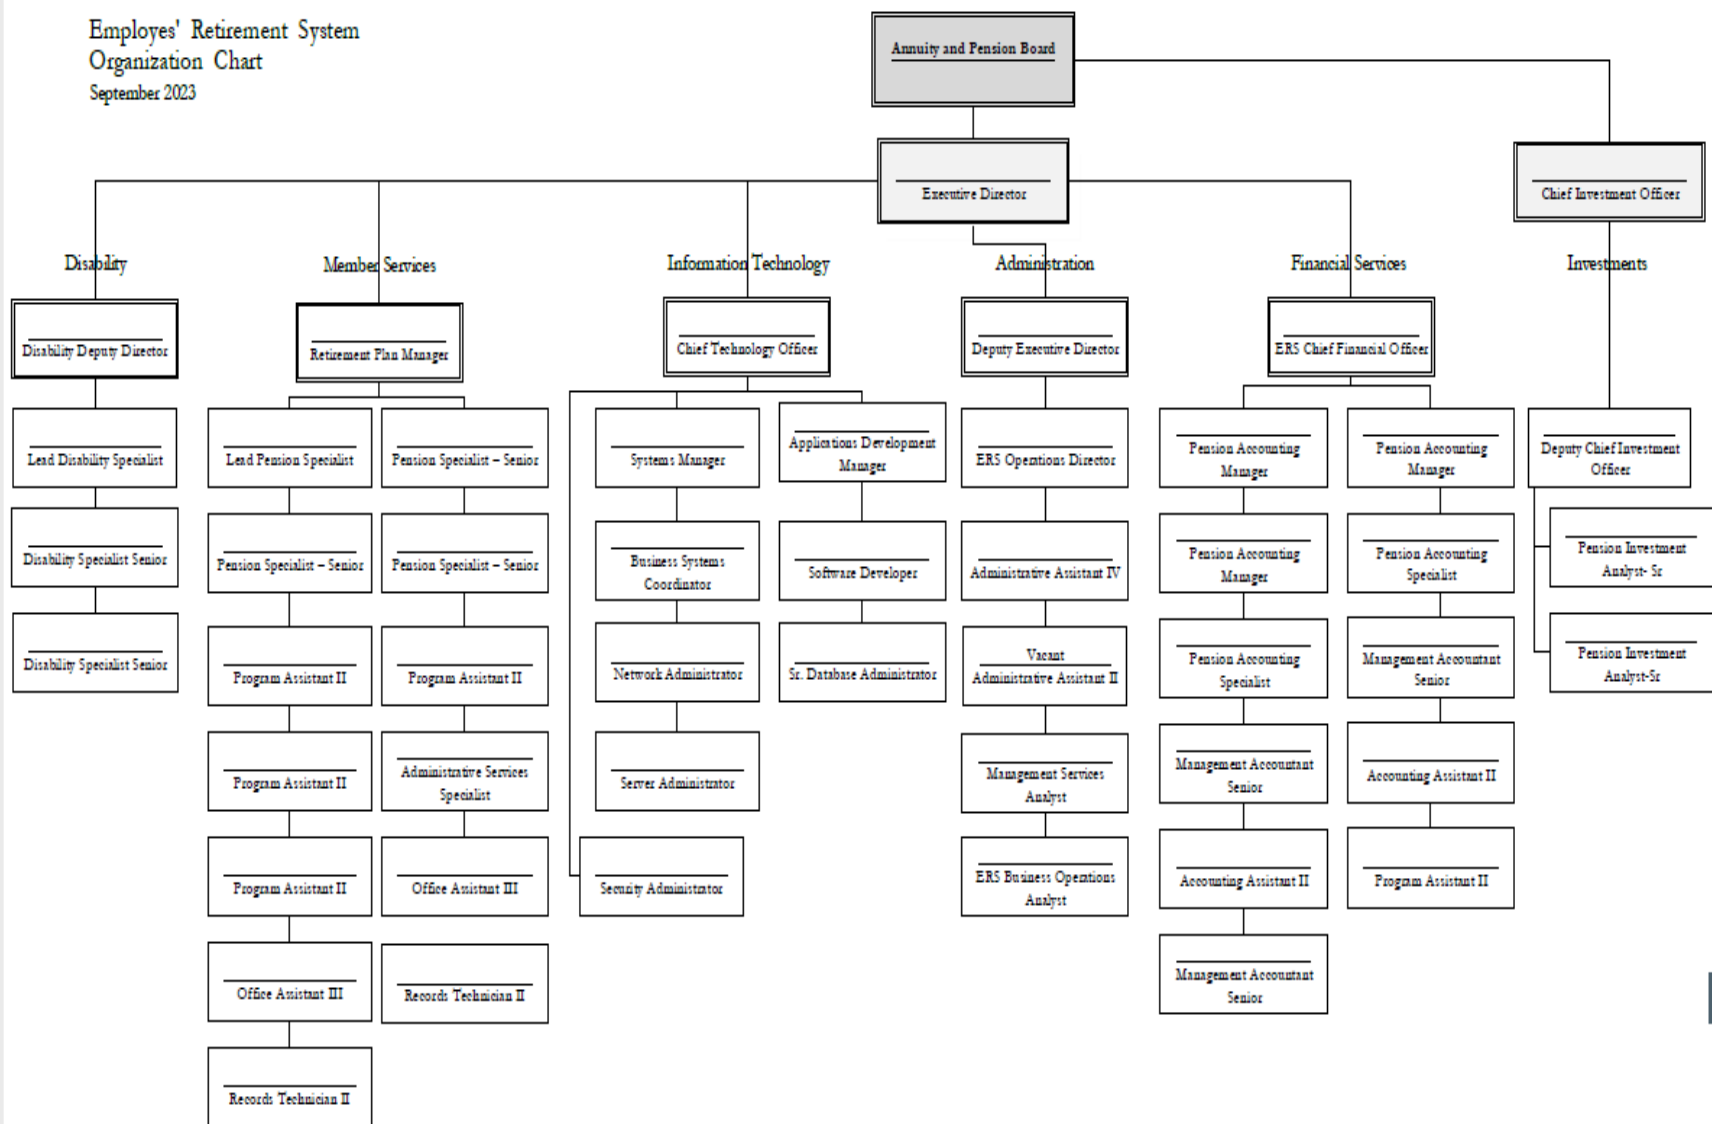 Employes' Retirement System
Organization Chart
September 2023
Annuity and Pension Board
Executive Director
Chief Investment Officer
Disability
Member Services
Information Technology
Administration
Financial Services
Investments
Disability Deputy Director
Lead Disability Specialist
Disability Specialist Senior
Disability Specialist Senior
Retirement Plan Manager
Lead Pension Specialist
Pension Specialist – Senior
Program Assistant II
Program Assistant II
Program Assistant II
Office Assistant III
Records Technician II
Pension Specialist – Senior
Pension Specialist – Senior
Program Assistant II
Administrative Services
Specialist
Office Assistant III
Records Technician II
Chief Technology Officer
Systems Manager
Business Systems
Coordinator
Network Administrator
Server Administrator
Security Administrator
Applications Development
Manager
Software Developer
Sr. Database Administrator
Deputy Executive Director
ERS Operations Director
Administrative Assistant IV
Vacant
Administrative Assistant II
Management Services
Analyst
ERS Business Operations
Analyst
ERS Chief Financial Officer
Pension Accounting
Manager
Pension Accounting
Manager
Pension Accounting
Specialist
Management Accountant
Senior
Accounting Assistant II
Management Accountant
Senior
Pension Accounting
Manager
Pension Accounting
Specialist
Management Accountant
Senior
Accounting Assistant II
Program Assistant II
Deputy Chief Investment
Officer
Pension Investment
Analyst- Sr
Pension Investment
Analyst-Sr